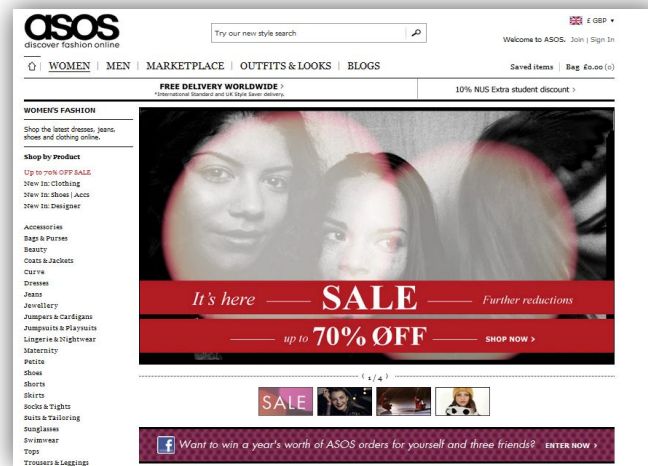 asos
discover fashion online
Try our new style search
£ GBP
Welcome to ASOS. Join | Sign In
WOMEN | MEN | MARKETPLACE | OUTFITS & LOOKS | BLOGS
Saved items | Bag £0.00 (0)
FREE DELIVERY WORLDWIDE >
*International Standard and UK Style Saver delivery.
10% NUS Extra student discount >
WOMEN'S FASHION
Shop the latest dresses, jeans,
shoes and clothing online.
Shop by Product
Up to 70% OFF SALE
New In: Clothing
New In: Shoes | Accs
New In: Designer
Accessories
Bags & Purses
Beauty
Coats & Jackets
Curve
Dresses
Jeans
Jewellery
Jumpers & Cardigans
Jumpsuits & Playsuits
Lingerie & Nightwear
Maternity
Petite
Shoes
Shorts
Skirts
Socks & Tights
Suits & Tailoring
Sunglasses
Swimwear
Tops
Trousers & Leggings
It's here SALE Further reductions
up to 70% ØFF SHOP NOW >
( 1/4 )
SALE
f Want to win a year's worth of ASOS orders for yourself and three friends? ENTER NOW >